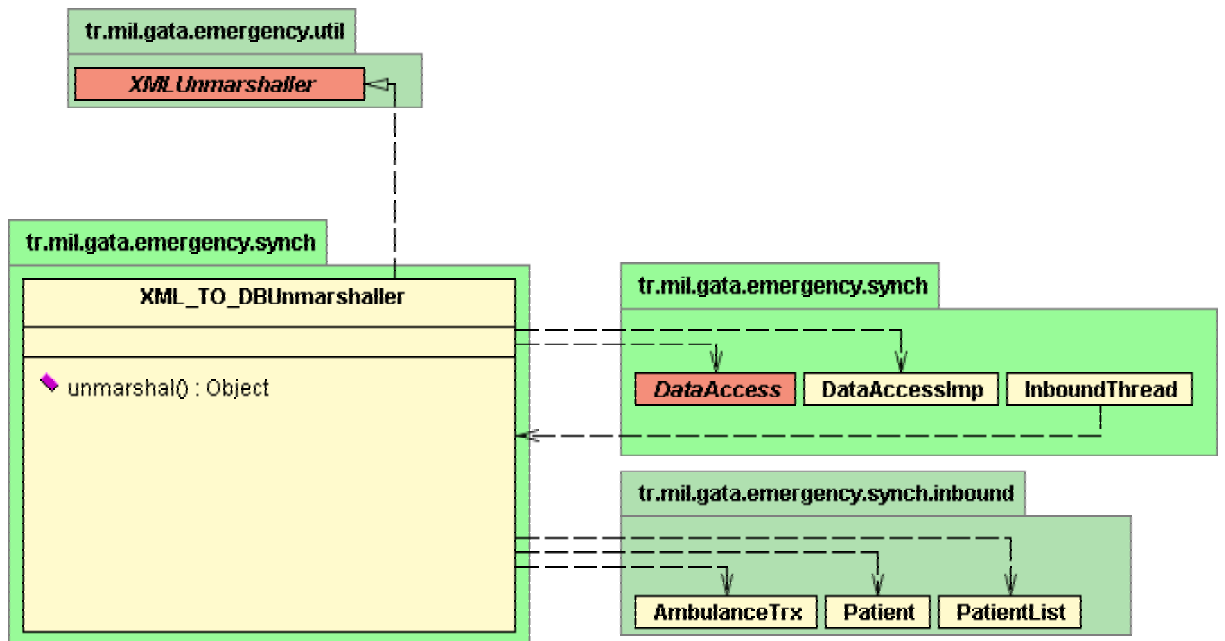 tr.mil.gata.emergency.util
XMLUnmarshaller
tr.mil.gata.emergency.synch
XML_TO_DBUnmarshaller
unmarshal() : Object
tr.mil.gata.emergency.synch
DataAccess
DataAccessImp
InboundThread
tr.mil.gata.emergency.synch.inbound
AmbulanceTrx
Patient
PatientList